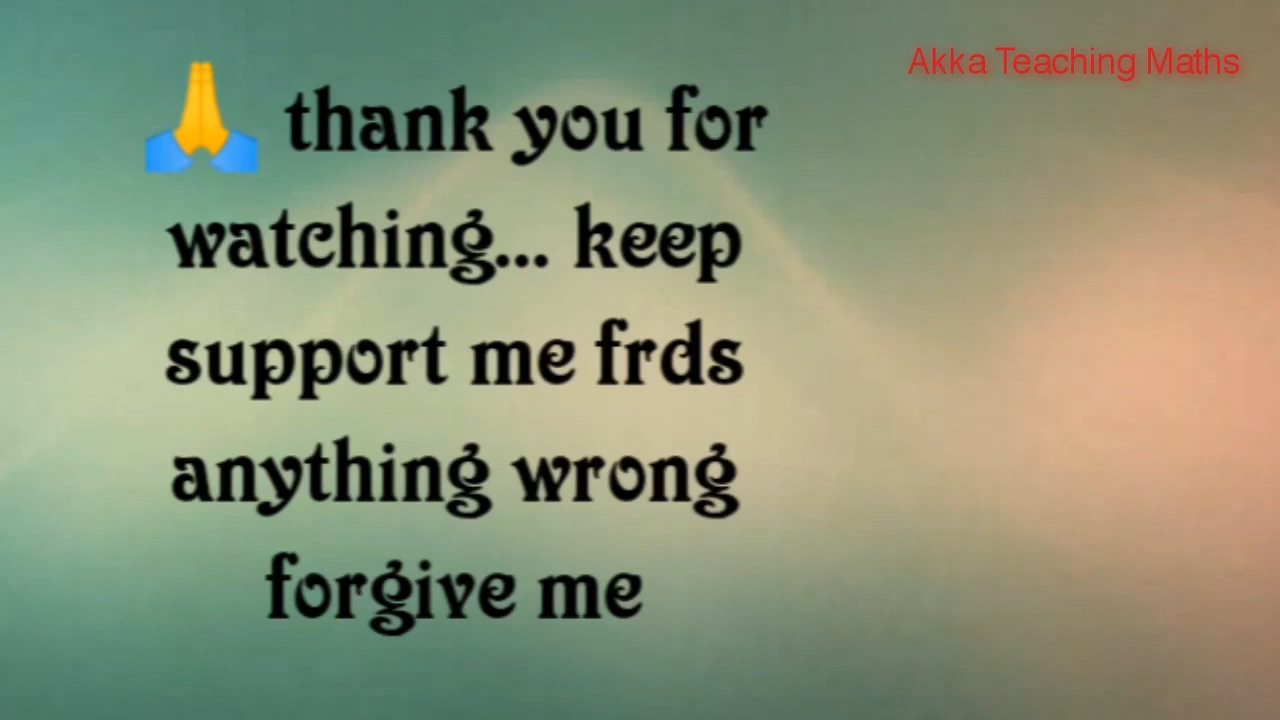 Akka Teaching Maths
🙏 thank you for
watching... keep
support me frds
anything wrong
forgive me